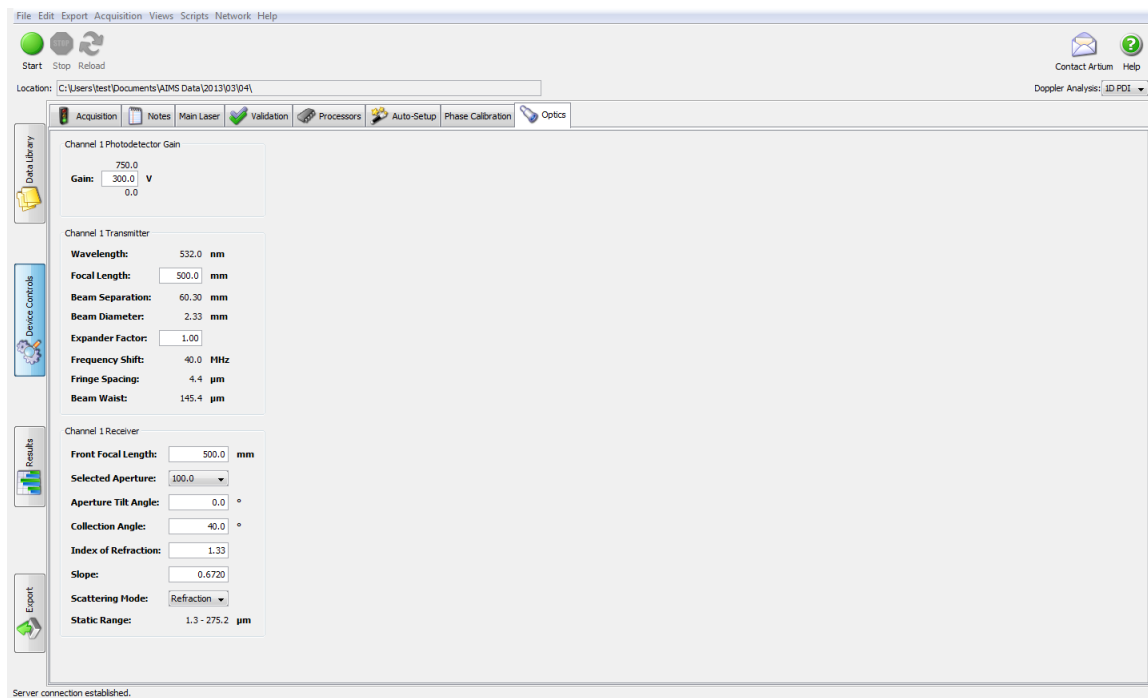 File Edit Export Acquisition Views Scripts Network Help
STOP
Start Stop Reload
Contact Artium Help
Location: C:\Users\test\Documents\AIMS Data\2013\03\04\
Doppler Analysis: 1D PDI
Acquisition Notes Main Laser Validation Processors Auto-Setup Phase Calibration Optics
Data Library
Device Controls
Results
Export
Channel 1 Photodetector Gain
750.0
Gain: 300.0 V
0.0
Channel 1 Transmitter
Wavelength: 532.0 nm
Focal Length: 500.0 mm
Beam Separation: 60.30 mm
Beam Diameter: 2.33 mm
Expander Factor: 1.00
Frequency Shift: 40.0 MHz
Fringe Spacing: 4.4 µm
Beam Waist: 145.4 µm
Channel 1 Receiver
Front Focal Length: 500.0 mm
Selected Aperture: 100.0
Aperture Tilt Angle: 0.0 °
Collection Angle: 40.0 °
Index of Refraction: 1.33
Slope: 0.6720
Scattering Mode: Refraction
Static Range: 1.3 - 275.2 µm
Server connection established.